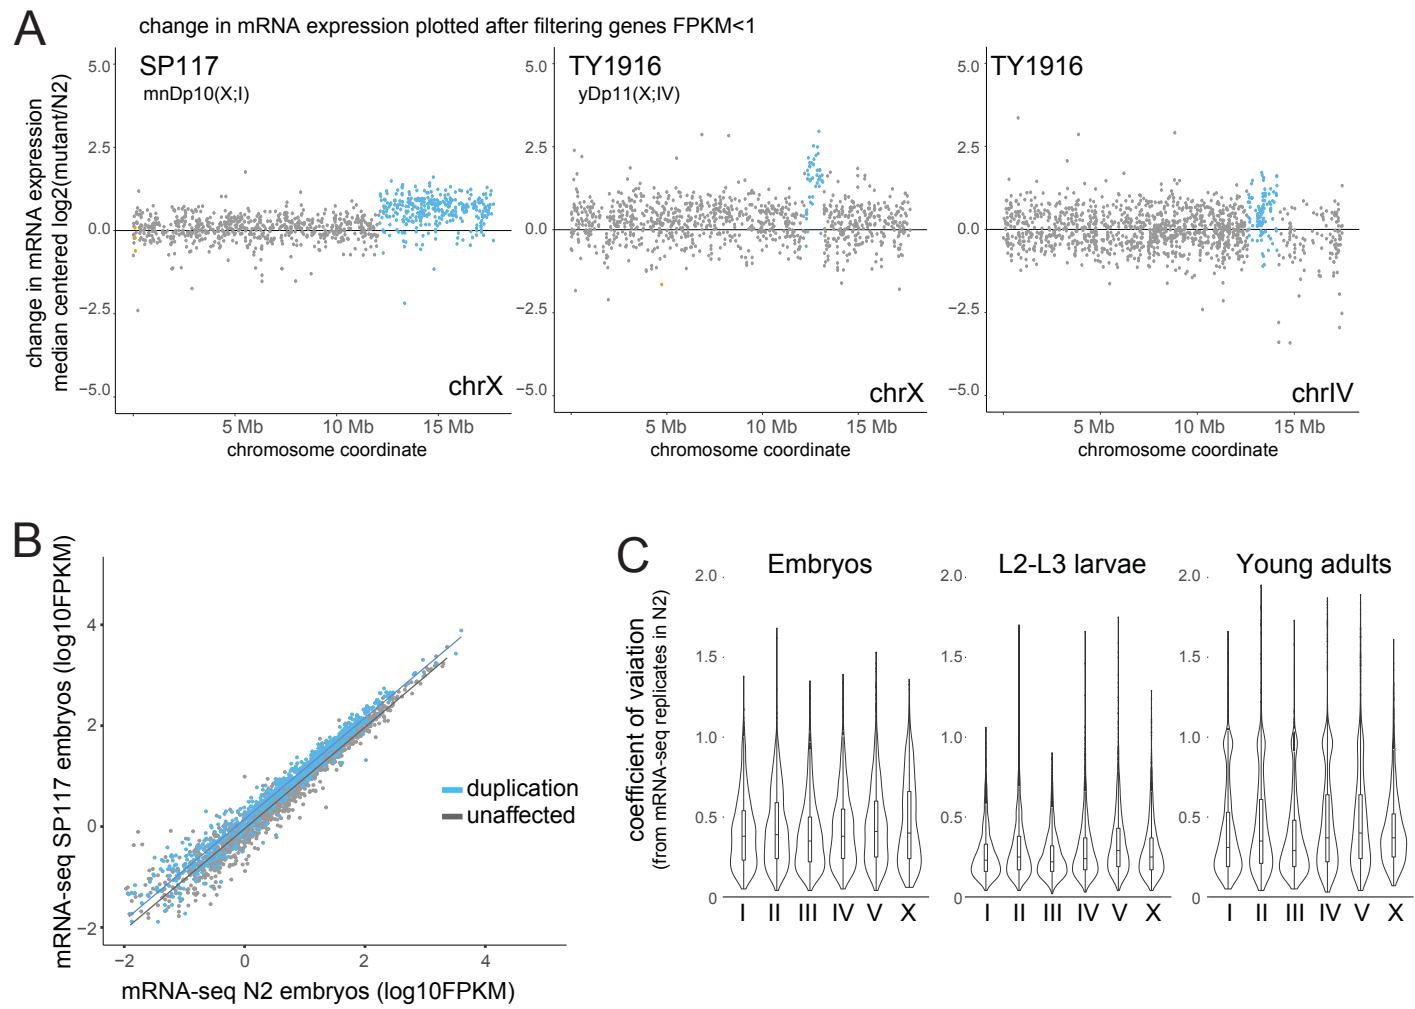 A
change in mRNA expression plotted after filtering genes FPKM<1
change in mRNA expression
median centered log2(mutant/N2)
SP117
mnDp10(X;I)
5.0
2.5
0.0
−2.5
−5.0
chrX
5 Mb 10 Mb 15 Mb
chromosome coordinate
TY1916
yDp11(X;IV)
5.0
2.5
0.0
−2.5
−5.0
chrX
5 Mb 10 Mb 15 Mb
chromosome coordinate
TY1916
5.0
2.5
0.0
−2.5
−5.0
chrIV
5Mb 10 Mb 15 Mb
chromosome coordinate
B
mRNA-seq SP117 embryos (log10FPKM)
4
2
0
−2
−2 0 2 4
mRNA-seq N2 embryos (log10FPKM)
duplication
unaffected
C
coefficient of vaiation
(from mRNA-seq replicates in N2)
Embryos
2.0
1.5
1.0
0.5
0
I II III IV V X
L2-L3 larvae
2.0
1.5
1.0
0.5
0
I II III IV V X
Young adults
2.0
1.5
1.0
0.5
0
I II III IV V X